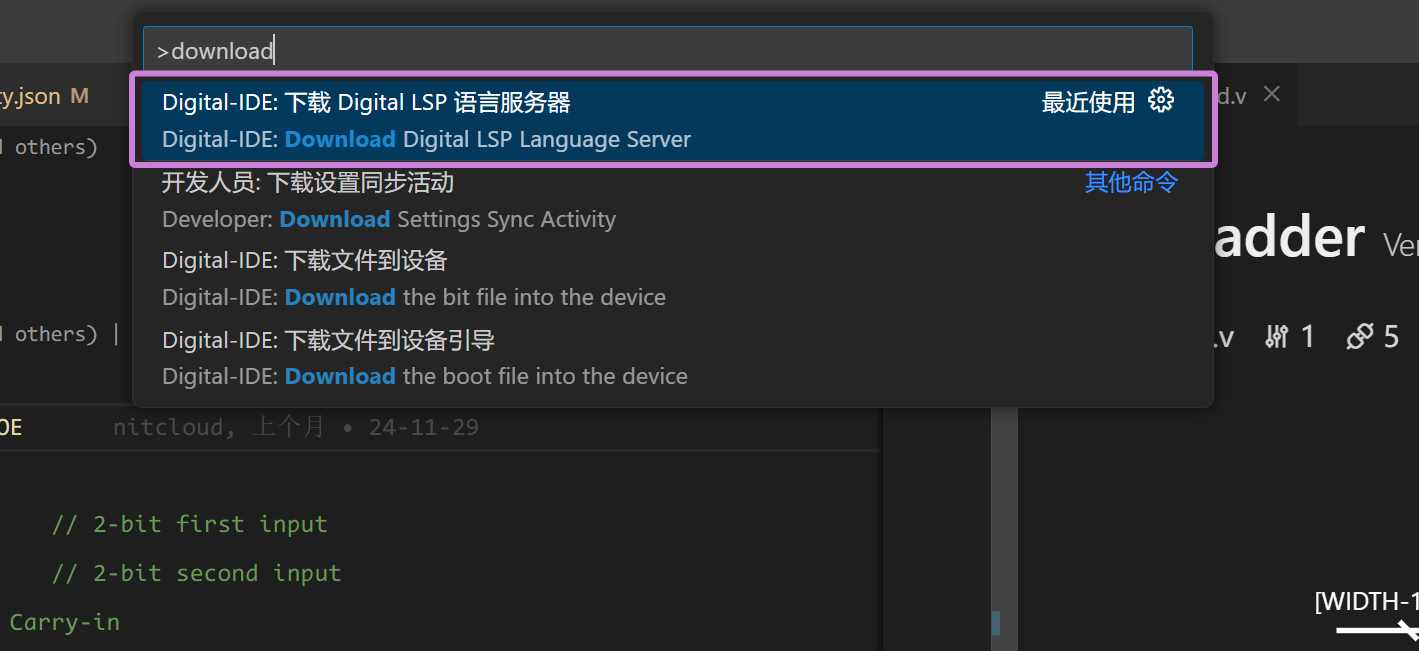 >download
Digital-IDE: 下载 Digital LSP 语言服务器 最近使用
Digital-IDE: Download Digital LSP Language Server
开发人员: 下载设置同步活动 其他命令
Developer: Download Settings Sync Activity
Digital-IDE: 下载文件到设备
Digital-IDE: Download the bit file into the device
Digital-IDE: 下载文件到设备引导
Digital-IDE: Download the boot file into the device
ty.json M
others)
others) |
OE nitcloud, 上个月 • 24-11-29
// 2-bit first input
// 2-bit second input
Carry-in
d.v
adder Ver
.v 1 5
[WIDTH-1